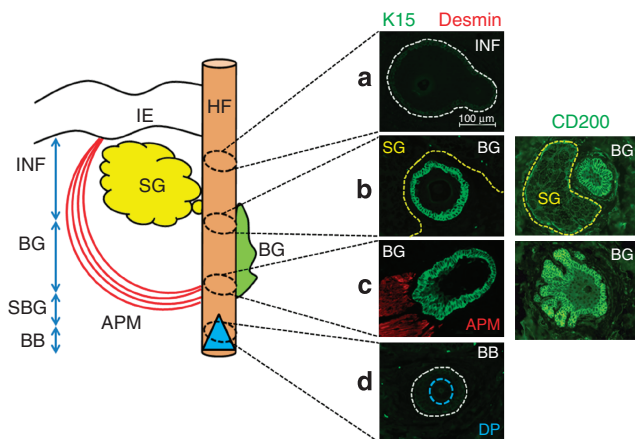 K15 Desmin
INF
a
100 µm
IE
HF
CD200
INF
SG
SG BG
b
BG
SG
BG
BG
BG
c
BG
SBG
APM
APM
BB
BB
d
DP